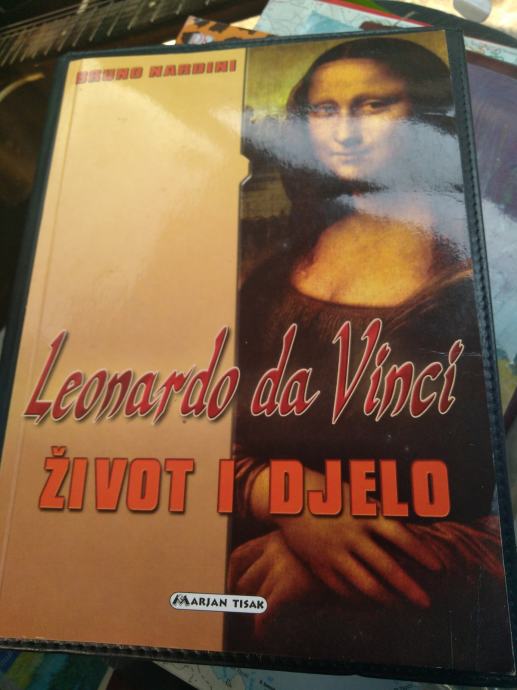 BRUNO NARDINI
Leonardo da Vinci
ŽIVOT I DJELO
MARJAN TISAK